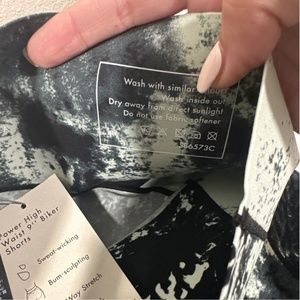 Wash with similar colours
Wash inside out
Dry away from direct sunlight
Do not use fabric softener
S86573C
Power High
Waist 9" Biker
Shorts
Sweat-wicking
Bum-sculpting
Way Stretch